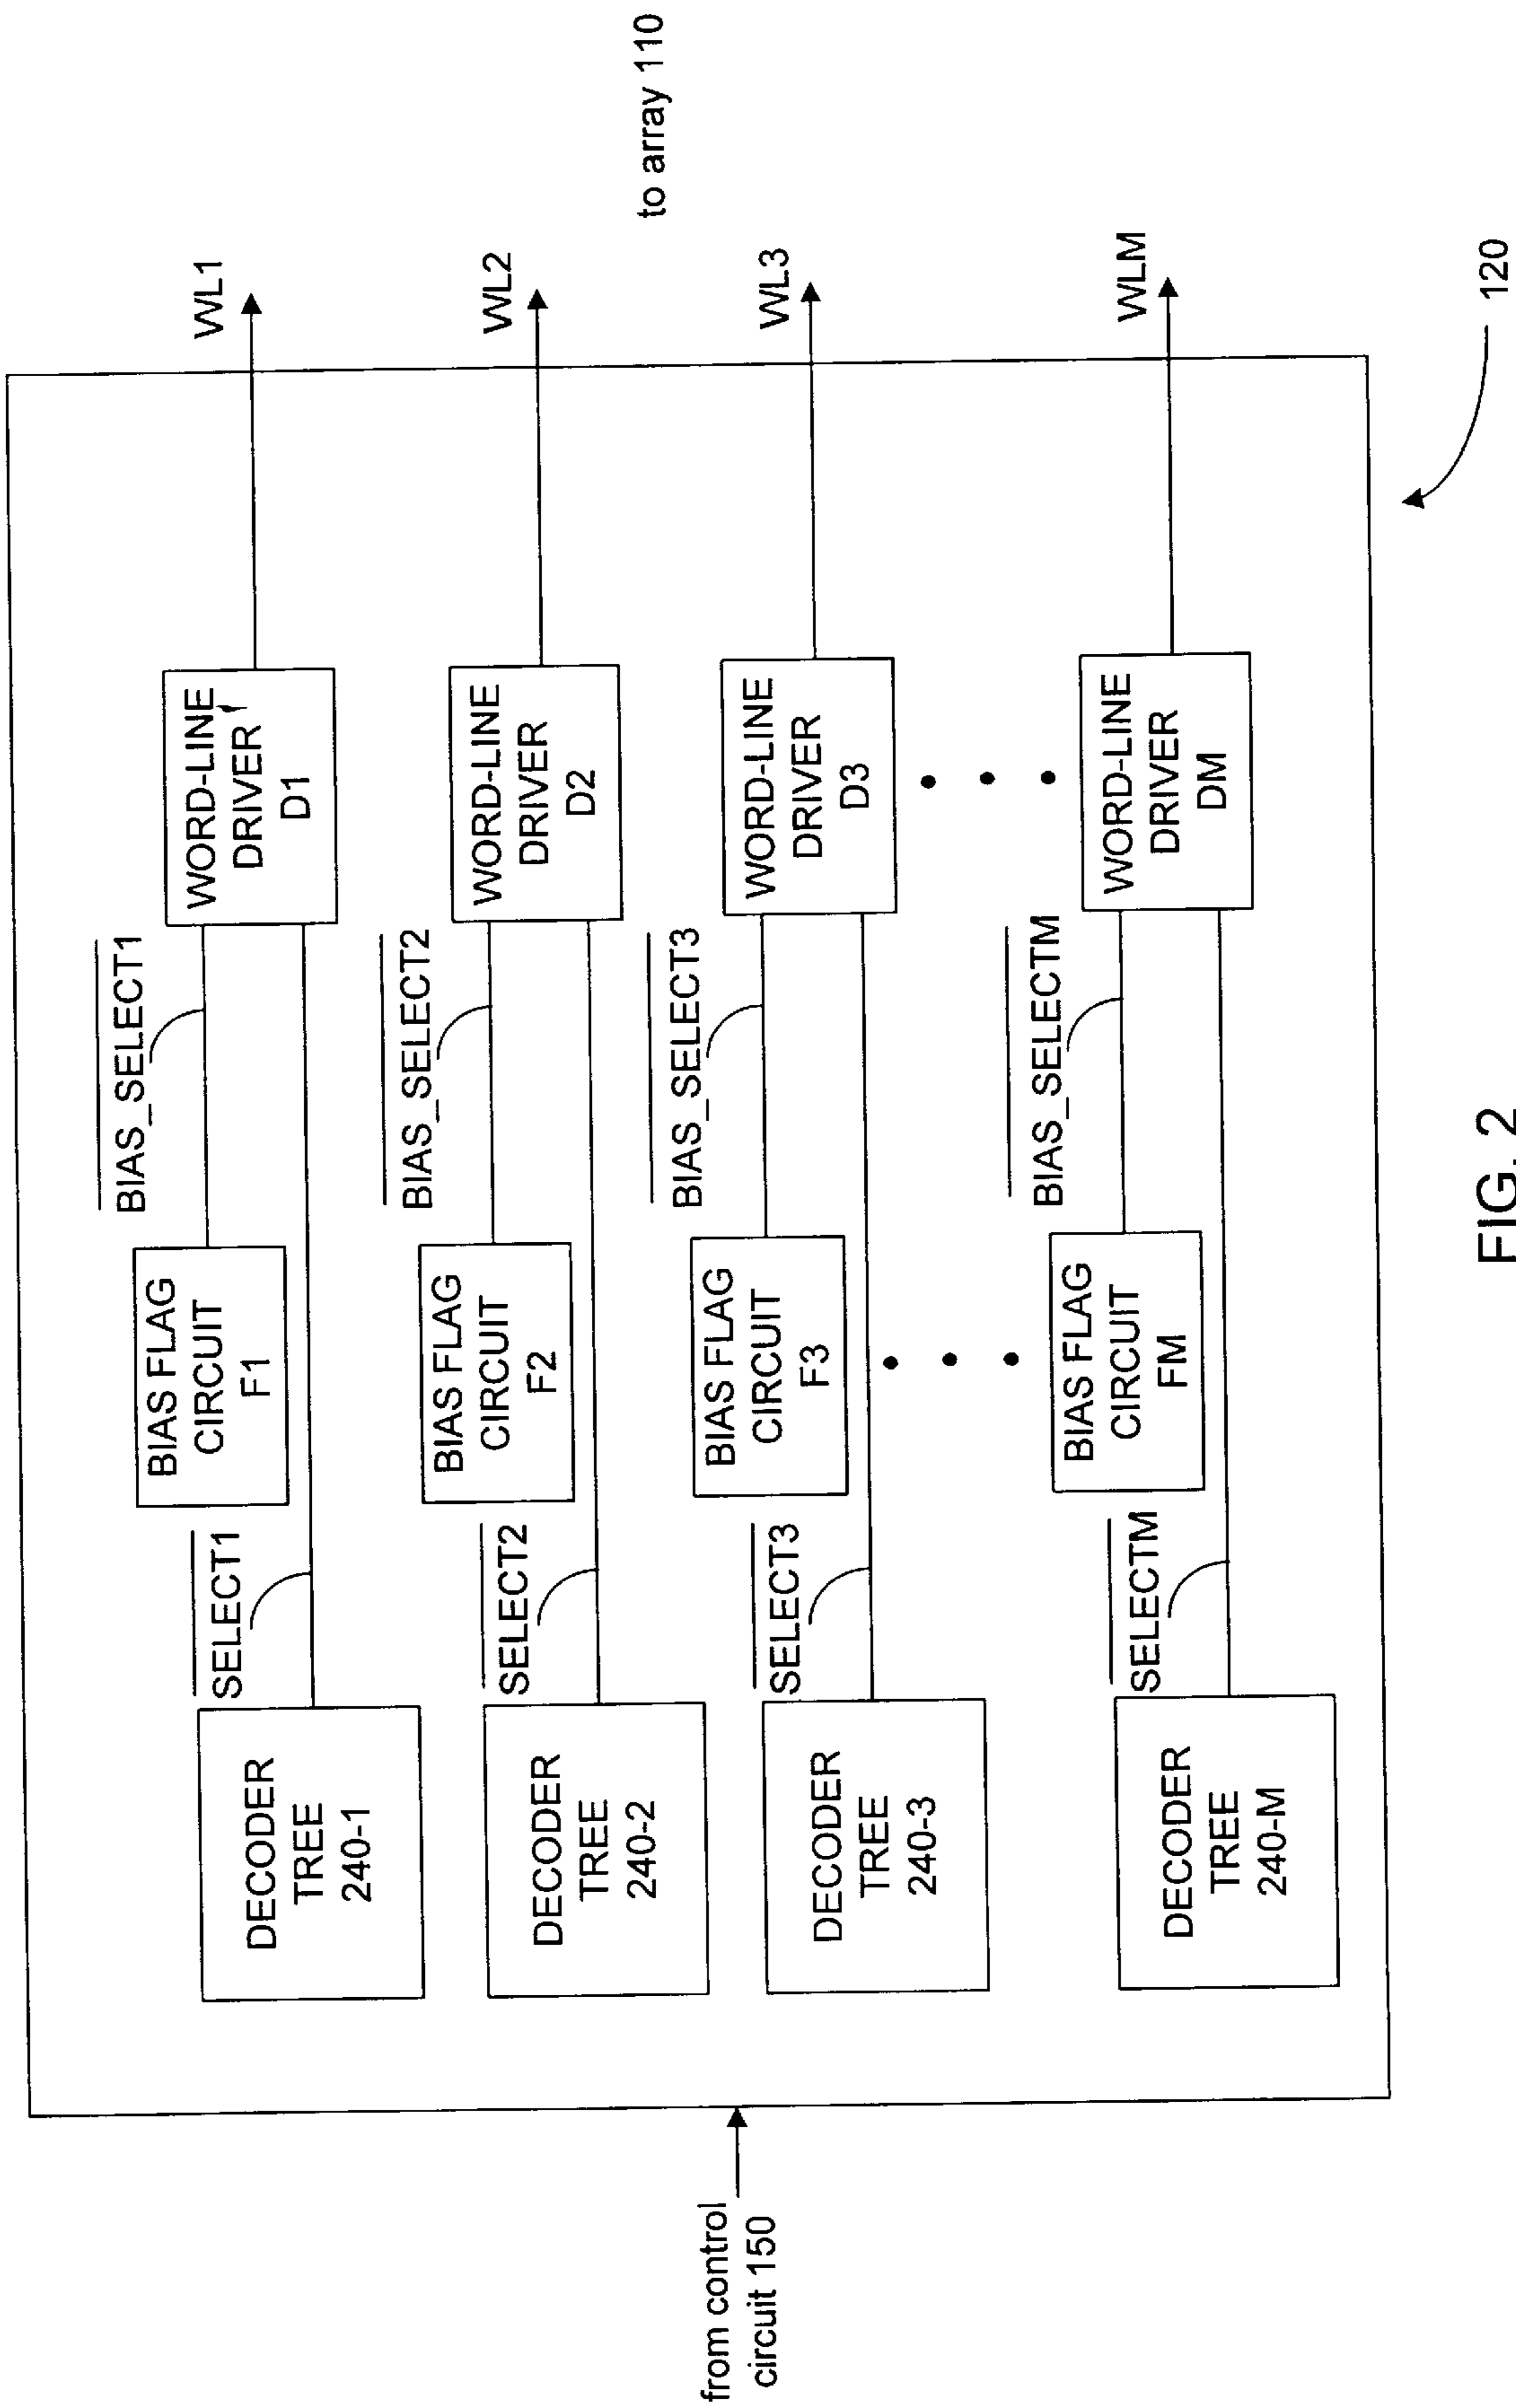 from control
circuit 150
DECODER
TREE
240-1
SELECT1
BIAS FLAG
CIRCUIT
F1
BIAS_SELECT1
WORD-LINE
DRIVER
D1
WL1
DECODER
TREE
240-2
SELECT2
BIAS FLAG
CIRCUIT
F2
BIAS_SELECT2
WORD-LINE
DRIVER
D2
WL2
DECODER
TREE
240-3
SELECT3
BIAS FLAG
CIRCUIT
F3
BIAS_SELECT3
WORD-LINE
DRIVER
D3
WL3
DECODER
TREE
240-M
SELECTM
BIAS FLAG
CIRCUIT
FM
BIAS_SELECTM
WORD-LINE
DRIVER
DM
WLM
to array 110
120
FIG. 2